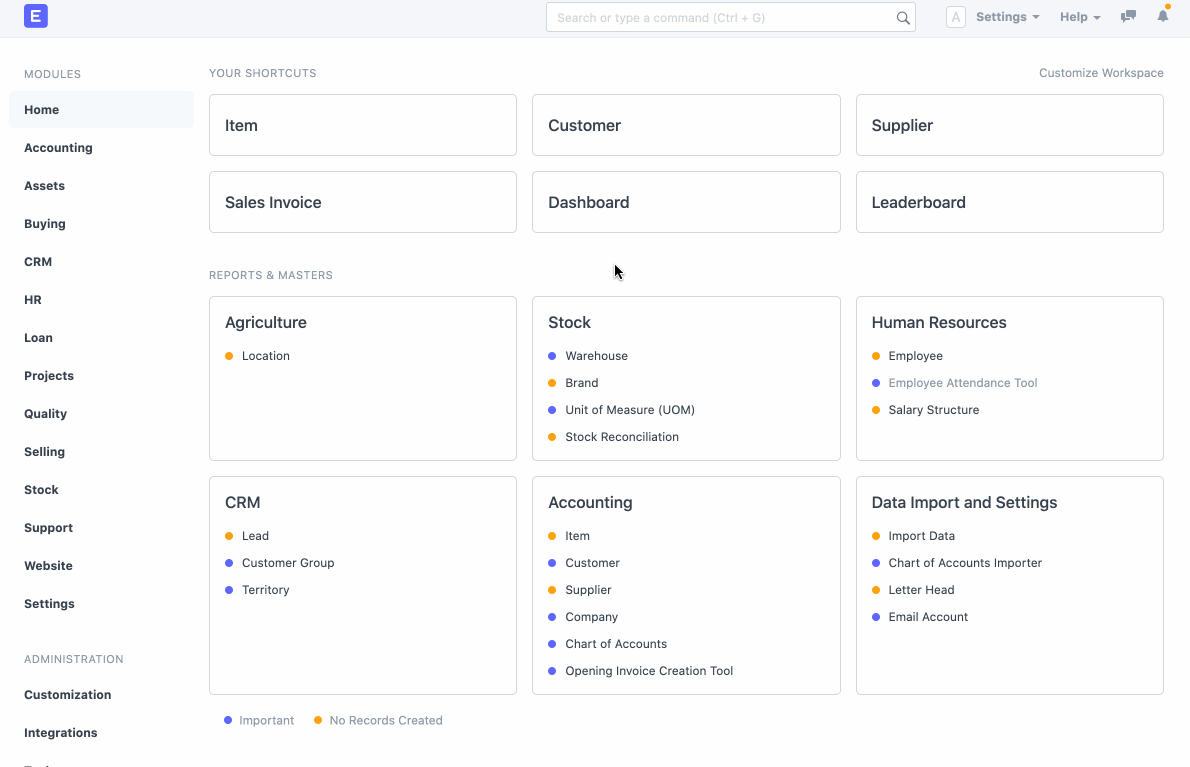 E
Search or type a command (Ctrl + G)
A Settings Help
MODULES
Home
Accounting
Assets
Buying
CRM
HR
Loan
Projects
Quality
Selling
Stock
Support
Website
Settings
ADMINISTRATION
Customization
Integrations
YOUR SHORTCUTS
Customize Workspace
Item
Customer
Supplier
Sales Invoice
Dashboard
Leaderboard
REPORTS & MASTERS
Agriculture
Location
Stock
Warehouse
Brand
Unit of Measure (UOM)
Stock Reconciliation
Human Resources
Employee
Employee Attendance Tool
Salary Structure
CRM
Lead
Customer Group
Territory
Accounting
Item
Customer
Supplier
Company
Chart of Accounts
Opening Invoice Creation Tool
Data Import and Settings
Import Data
Chart of Accounts Importer
Letter Head
Email Account
Important
No Records Created